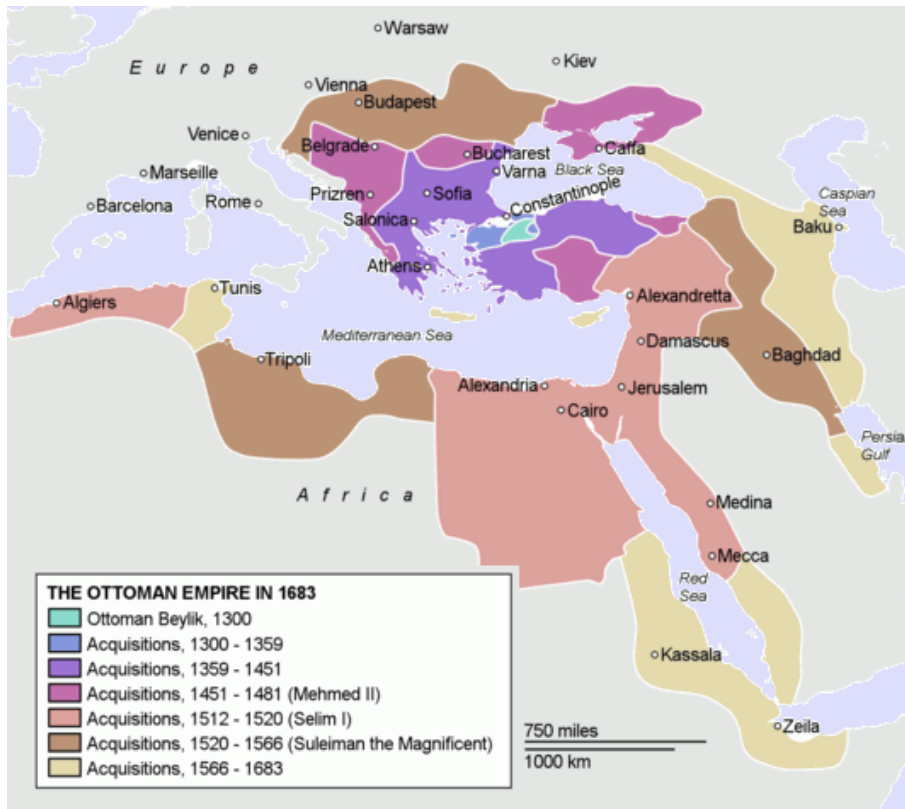 Warsaw
Kiev
Europe
Vienna
Budapest
Venice
Belgrade
Bucharest
Caffa
Black Sea
Marseille
Varna
Prizren
Sofia
Constantinople
Caspian
Sea
Barcelona
Rome
Salonica
Baku
Athens
Tunis
Algiers
Alexandretta
Mediterranean Sea
Damascus
Tripoli
Baghdad
Alexandria
Jerusalem
Cairo
Persian
Gulf
Africa
Medina
Mecca
Red
Sea
Kassala
Zeila
THE OTTOMAN EMPIRE IN 1683
Ottoman Beylik, 1300
Acquisitions, 1300 - 1359
Acquisitions, 1359 - 1451
Acquisitions, 1451 - 1481 (Mehmed II)
Acquisitions, 1512 - 1520 (Selim I)
Acquisitions, 1520 - 1566 (Suleiman the Magnificent)
Acquisitions, 1566 - 1683
750 miles
1000 km